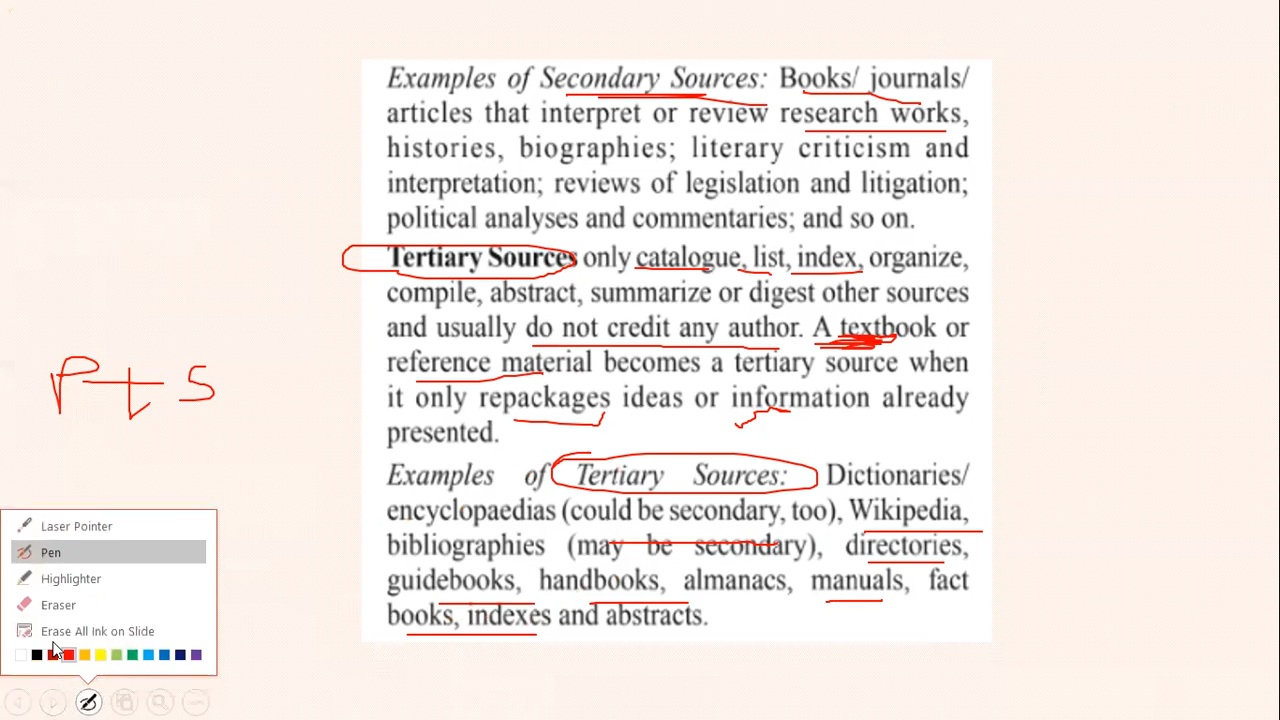 Examples of Secondary Sources: Books/ journals/
articles that interpret or review research works,
histories, biographies; literary criticism and
interpretation; reviews of legislation and litigation;
political analyses and commentaries; and so on.
Tertiary Sources only catalogue, list, index, organize,
compile, abstract, summarize or digest other sources
and usually do not credit any author. A textbook or
reference material becomes a tertiary source when
it only repackages ideas or information already
presented.
Examples of Tertiary Sources: Dictionaries/
encyclopaedias (could be secondary, too), Wikipedia,
bibliographies (may be secondary), directories,
guidebooks, handbooks, almanacs, manuals, fact
books, indexes and abstracts.
P + S
Laser Pointer
Pen
Highlighter
Eraser
Erase All Ink on Slide